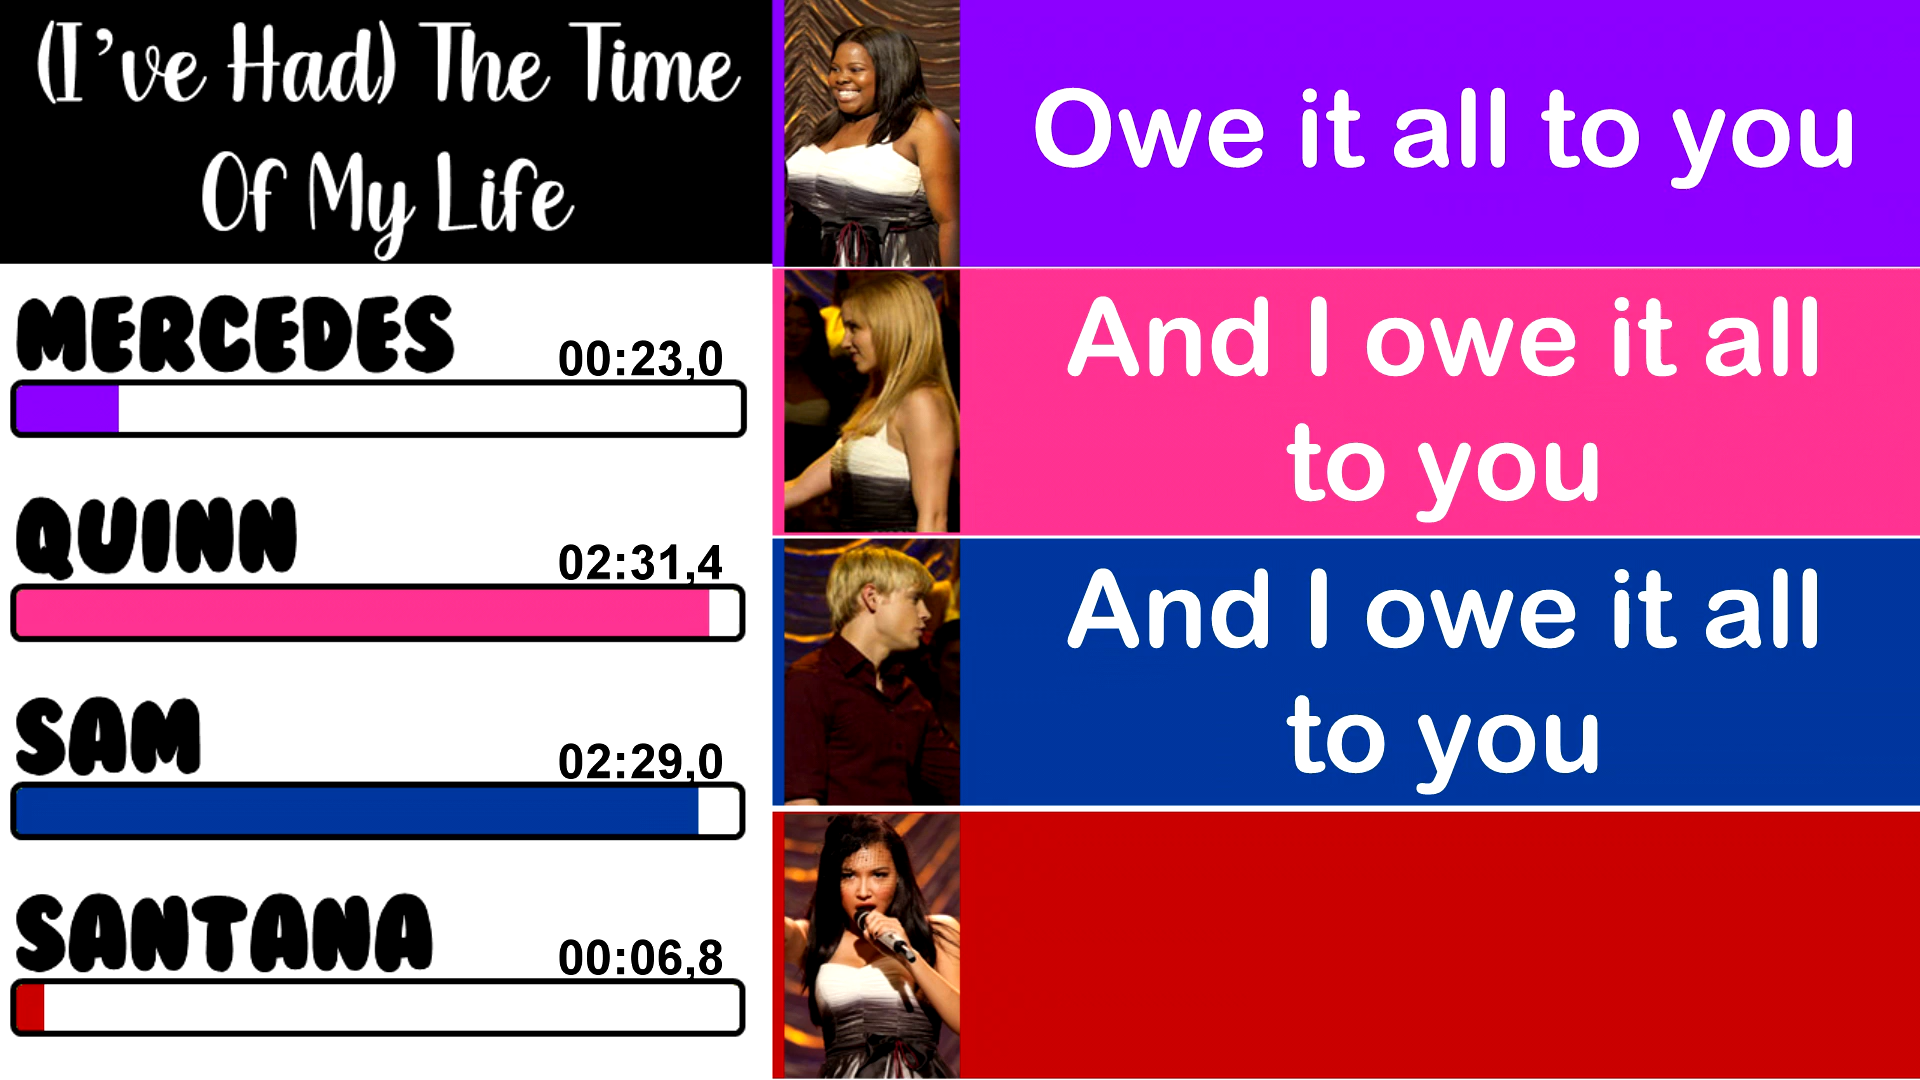 (I've Had) The Time
Of My Life
MERCEDES
00:23,0
QUINN
02:31,4
SAM
02:29,0
SANTANA
00:06,8
Owe it all to you
And I owe it all
to you
And I owe it all
to you